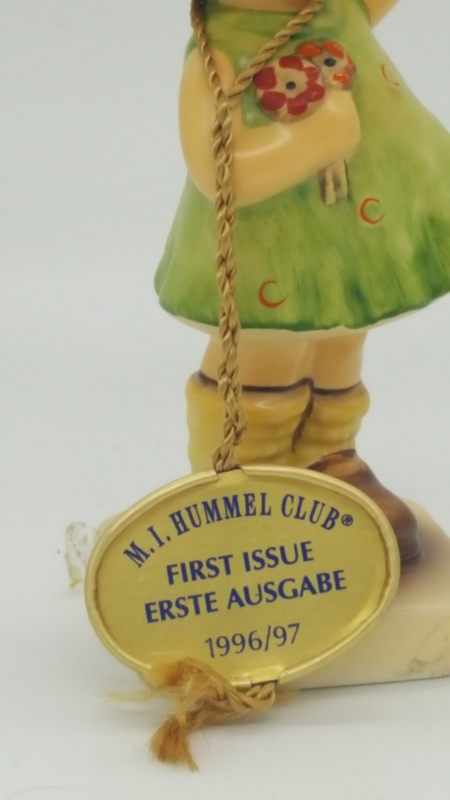 M.I. HUMMEL CLUB®
FIRST ISSUE
ERSTE AUSGABE
1996/97